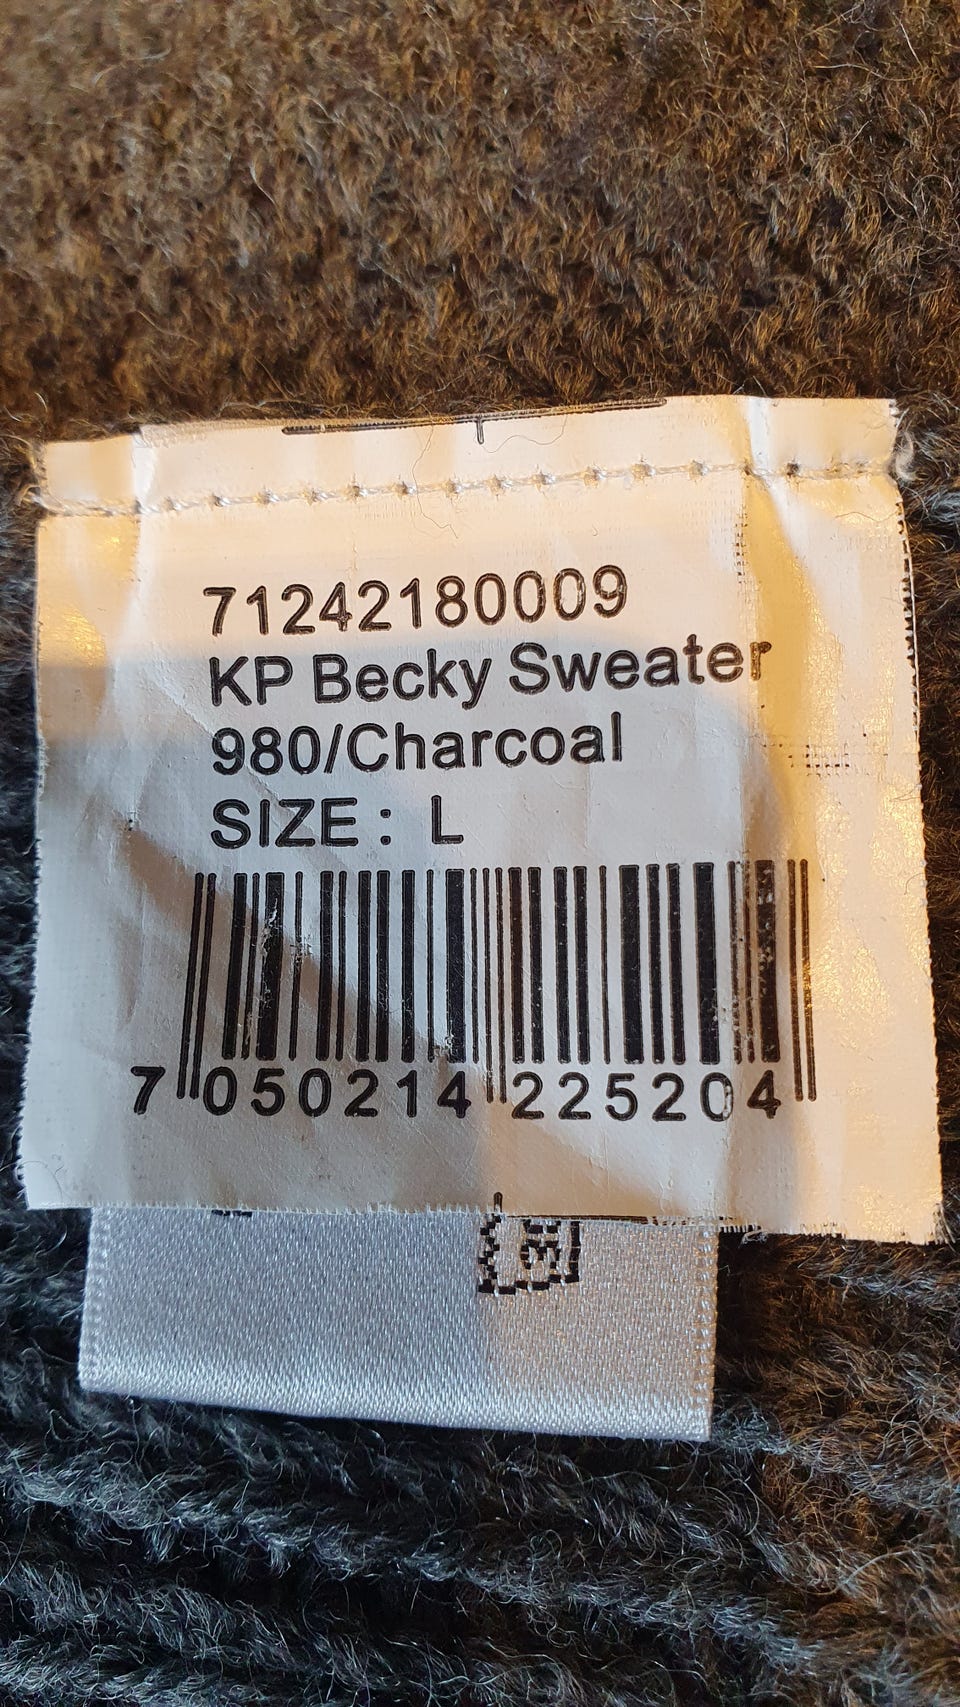 71242180009
KP Becky Sweater
980/Charcoal
SIZE : L
7 050214 225204